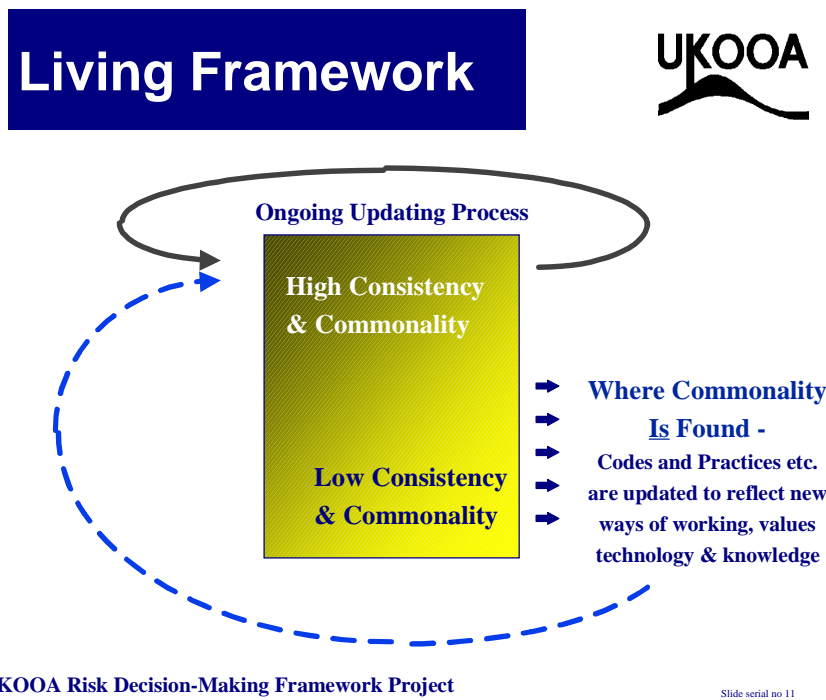 Living Framework
UKOOA
Ongoing Updating Process
High Consistency
& Commonality
Where Commonality
Is Found -
Codes and Practices etc.
are updated to reflect new
ways of working, values
technology & knowledge
Low Consistency
& Commonality
KOOA Risk Decision-Making Framework Project
Slide serial no 11